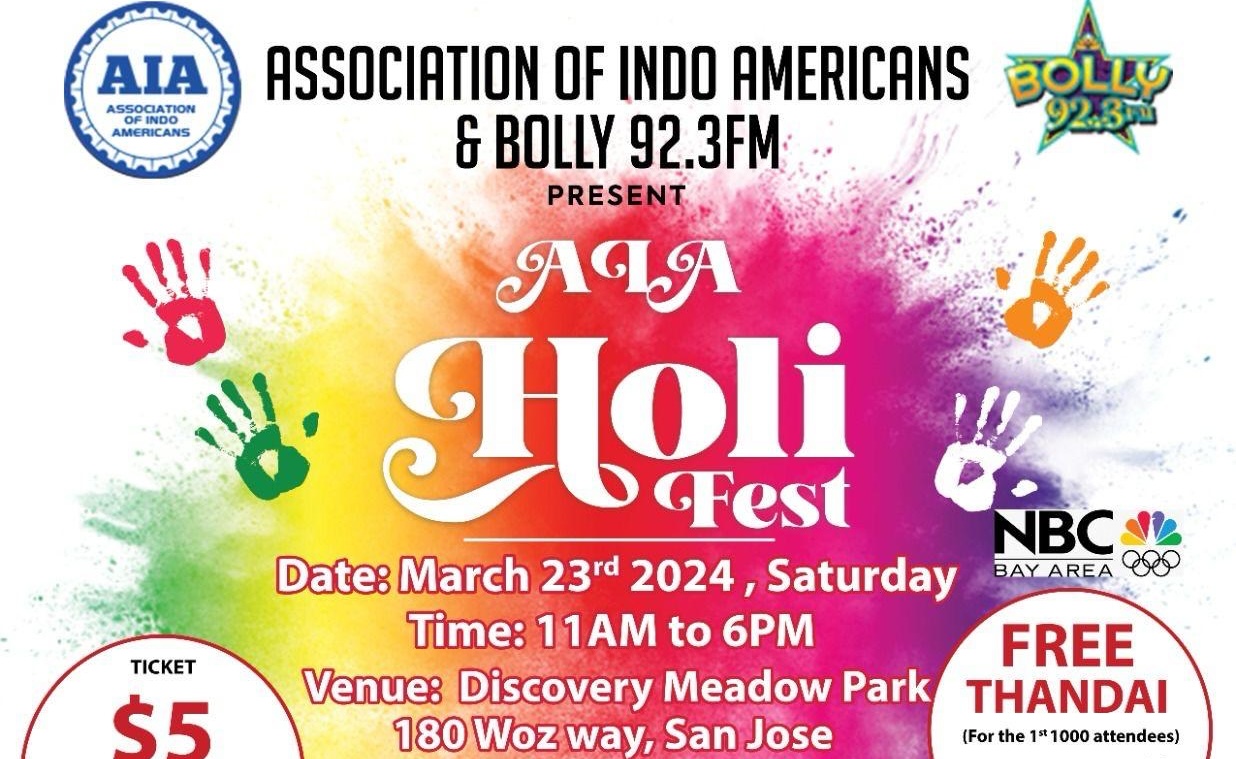 AIA
ASSOCIATION
OF INDO
AMERICANS
ASSOCIATION OF INDO AMERICANS
& BOLLY 92.3FM
PRESENT
BOLLY
92.3FM
AIA
Holi
Fest
NBC
BAY AREA
Date: March 23rd 2024 , Saturday
Time: 11AM to 6PM
Venue: Discovery Meadow Park
180 Woz way, San Jose
TICKET
$5
FREE
THANDAI
(For the 1st 1000 attendees)